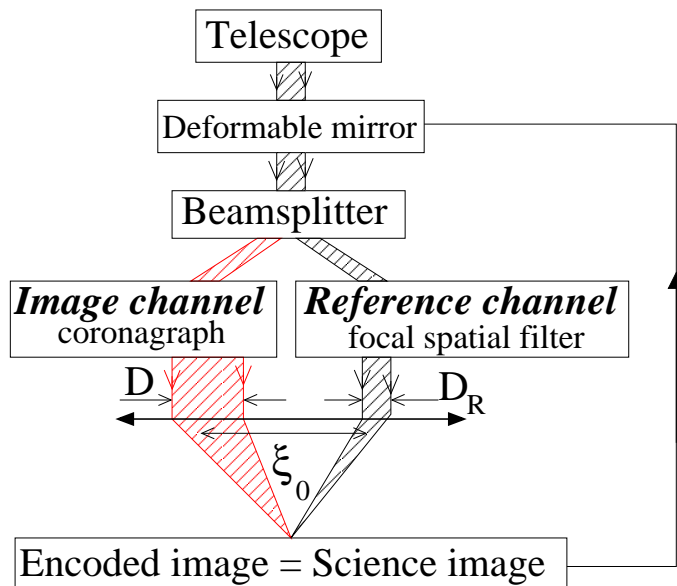 Telescope
Deformable mirror
Beamsplitter
Image channel
coronagraph
Reference channel
focal spatial filter
D
D_R
ξ_0
Encoded image = Science image